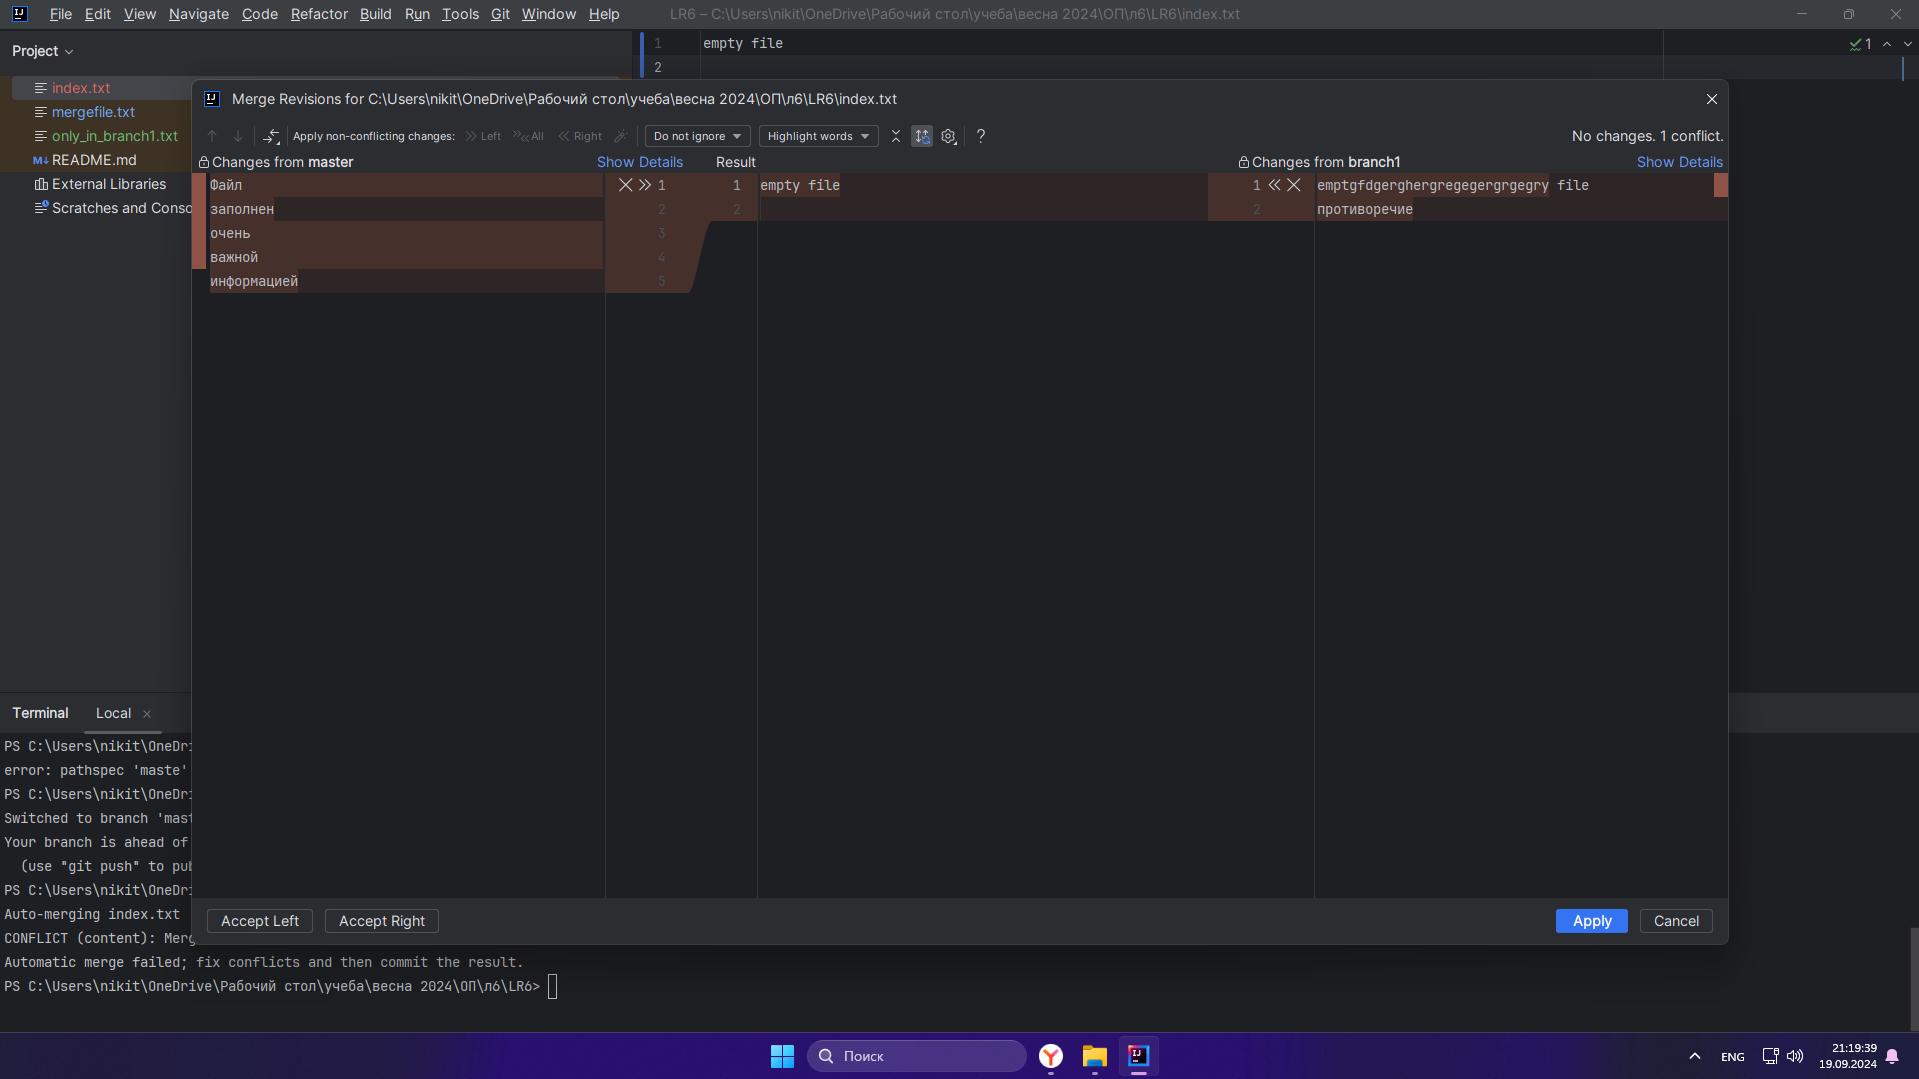 File Edit View Navigate Code Refactor Build Run Tools Git Window Help
LR6 – C:\Users\nikit\OneDrive\Рабочий стол\учеба\весна 2024\ОП\л6\LR6\index.txt
Project
index.txt
mergefile.txt
only_in_branch1.txt
README.md
External Libraries
Scratches and Conso
1 empty file
2
1
Merge Revisions for C:\Users\nikit\OneDrive\Рабочий стол\учеба\весна 2024\ОП\л6\LR6\index.txt
Apply non-conflicting changes: Left All Right Do not ignore Highlight words ? No changes. 1 conflict.
Changes from master Show Details Result Changes from branch1 Show Details
Файл 1 1 empty file 1 emptgfdgerghergregegergrgegry file
заполнен 2 2 2 противоречие
очень 3
важной 4
информацией 5
Accept Left Accept Right Apply Cancel
Terminal Local
PS C:\Users\nikit\OneDri
error: pathspec 'maste'
PS C:\Users\nikit\OneDri
Switched to branch 'mast
Your branch is ahead of
(use "git push" to pub
PS C:\Users\nikit\OneDri
Auto-merging index.txt
CONFLICT (content): Merg
Automatic merge failed; fix conflicts and then commit the result.
PS C:\Users\nikit\OneDrive\Рабочий стол\учеба\весна 2024\ОП\л6\LR6>
Поиск
ENG
21:19:39
19.09.2024